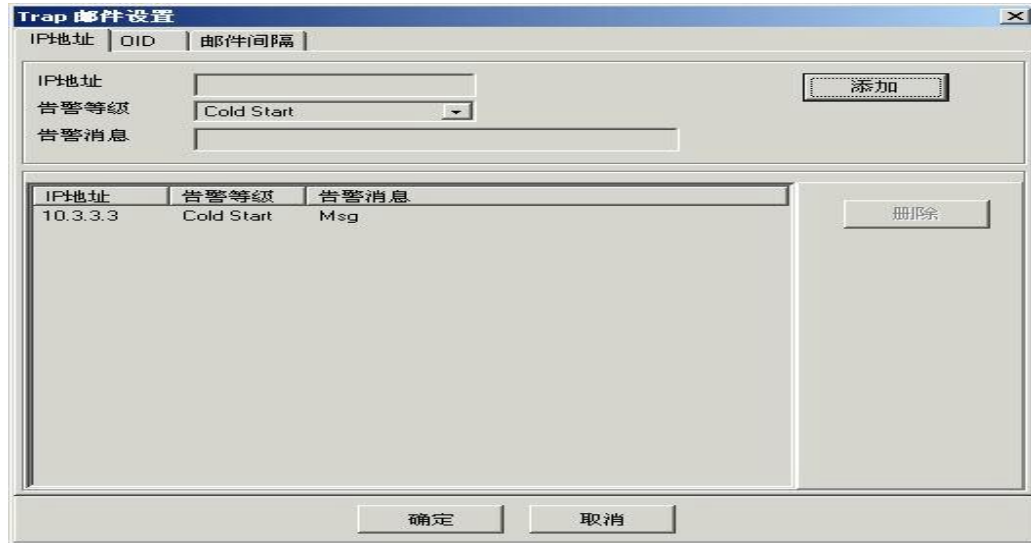 Trap 邮件设置
IP地址 OID 邮件间隔
IP地址
添加
告警等级 Cold Start
告警消息
IP地址 告警等级 告警消息
10.3.3.3 Cold Start Msg
删除
确定 取消